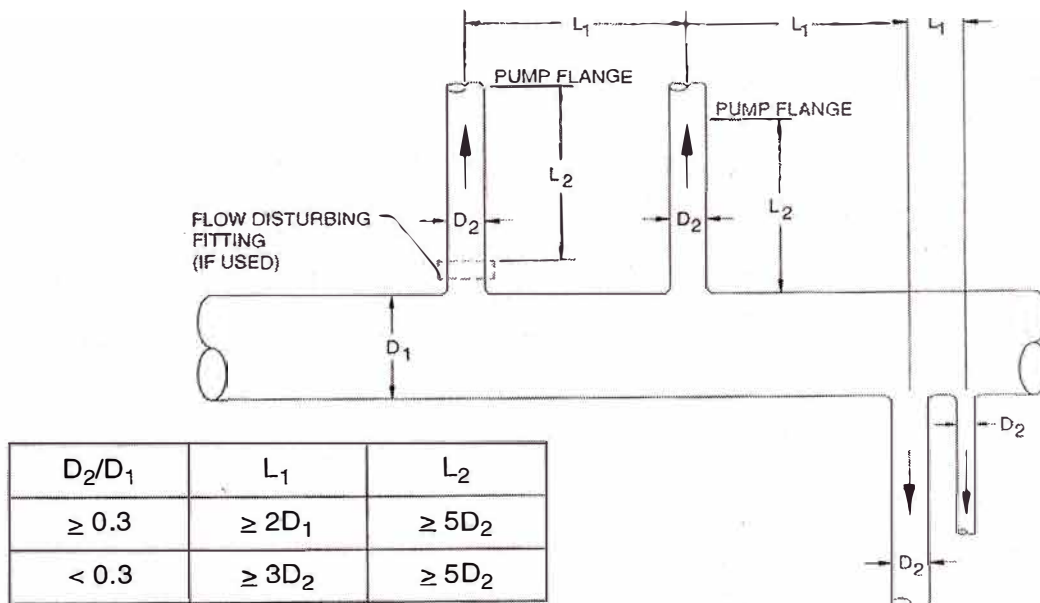 L₁ L₁ L₁
PUMP FLANGE
PUMP FLANGE
L₂
L₂
FLOW DISTURBING
FITTING
(IF USED)
D₂ D₂
D₁
D₂
D₂
D₂/D₁ L₁ L₂
≥ 0.3 ≥ 2D₁ ≥ 5D₂
< 0.3 ≥ 3D₂ ≥ 5D₂